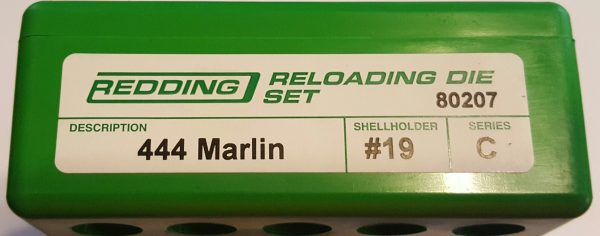 REDDING RELOADING DIE
SET 80207
DESCRIPTION SHELLHOLDER SERIES
444 Marlin #19 C